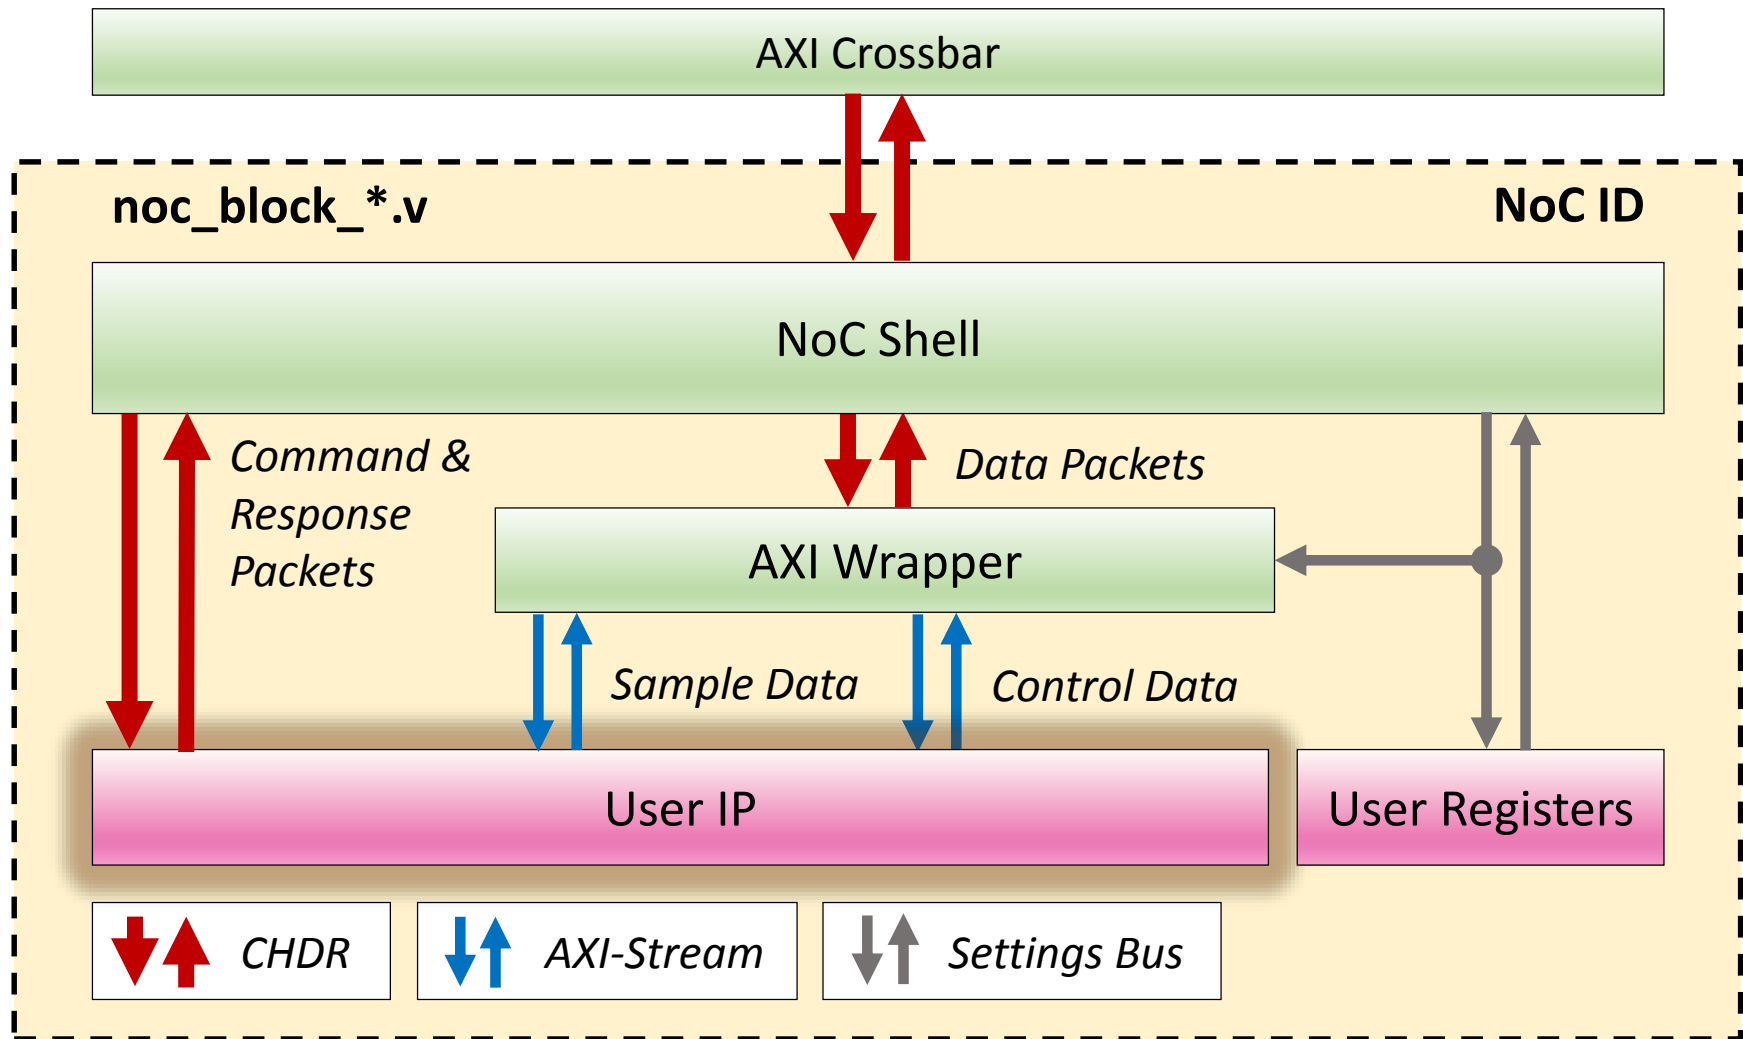 AXI Crossbar
noc_block_*.v
NoC ID
NoC Shell
Command &
Response
Packets
Data Packets
AXI Wrapper
Sample Data
Control Data
User IP
User Registers
CHDR
AXI-Stream
Settings Bus